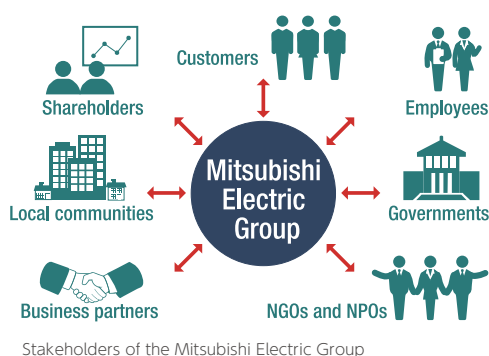 Customers
Shareholders
Employees
Mitsubishi
Electric
Group
Local communities
Governments
Business partners
NGOs and NPOs
Stakeholders of the Mitsubishi Electric Group